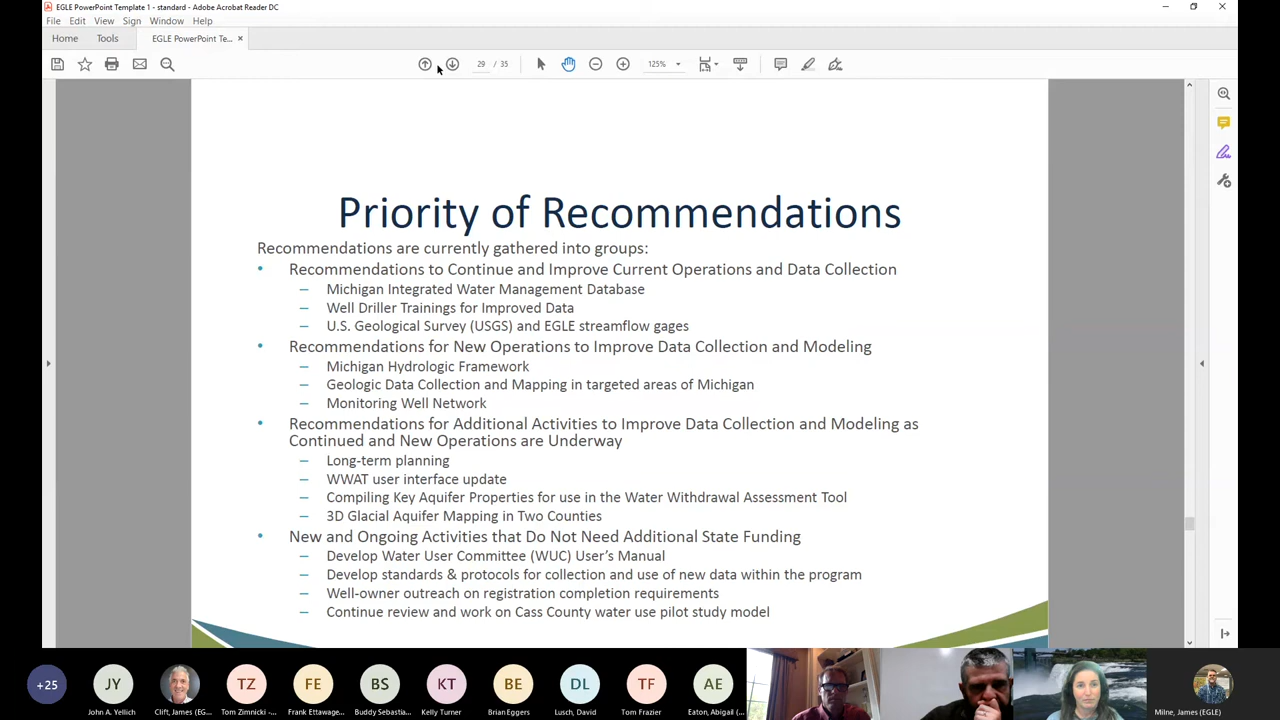 EGLE PowerPoint Template 1 - standard - Adobe Acrobat Reader DC
File Edit View Sign Window Help
Home Tools EGLE PowerPoint Te... ×
29 / 35 125%
Priority of Recommendations
Recommendations are currently gathered into groups:
• Recommendations to Continue and Improve Current Operations and Data Collection
– Michigan Integrated Water Management Database
– Well Driller Trainings for Improved Data
– U.S. Geological Survey (USGS) and EGLE streamflow gages
• Recommendations for New Operations to Improve Data Collection and Modeling
– Michigan Hydrologic Framework
– Geologic Data Collection and Mapping in targeted areas of Michigan
– Monitoring Well Network
• Recommendations for Additional Activities to Improve Data Collection and Modeling as
Continued and New Operations are Underway
– Long-term planning
– WWAT user interface update
– Compiling Key Aquifer Properties for use in the Water Withdrawal Assessment Tool
– 3D Glacial Aquifer Mapping in Two Counties
• New and Ongoing Activities that Do Not Need Additional State Funding
– Develop Water User Committee (WUC) User's Manual
– Develop standards & protocols for collection and use of new data within the program
– Well-owner outreach on registration completion requirements
– Continue review and work on Cass County water use pilot study model
+25 JY TZ FE BS KT BE DL TF AE
John A. Yellich Clift, James (EG... Tom Zimnicki (... Frank Ettawage... Buddy Sebastia... Kelly Turner Brian Eggers Lusch, David Tom Frazier Eaton, Abigail (... Milne, James (EGLE)